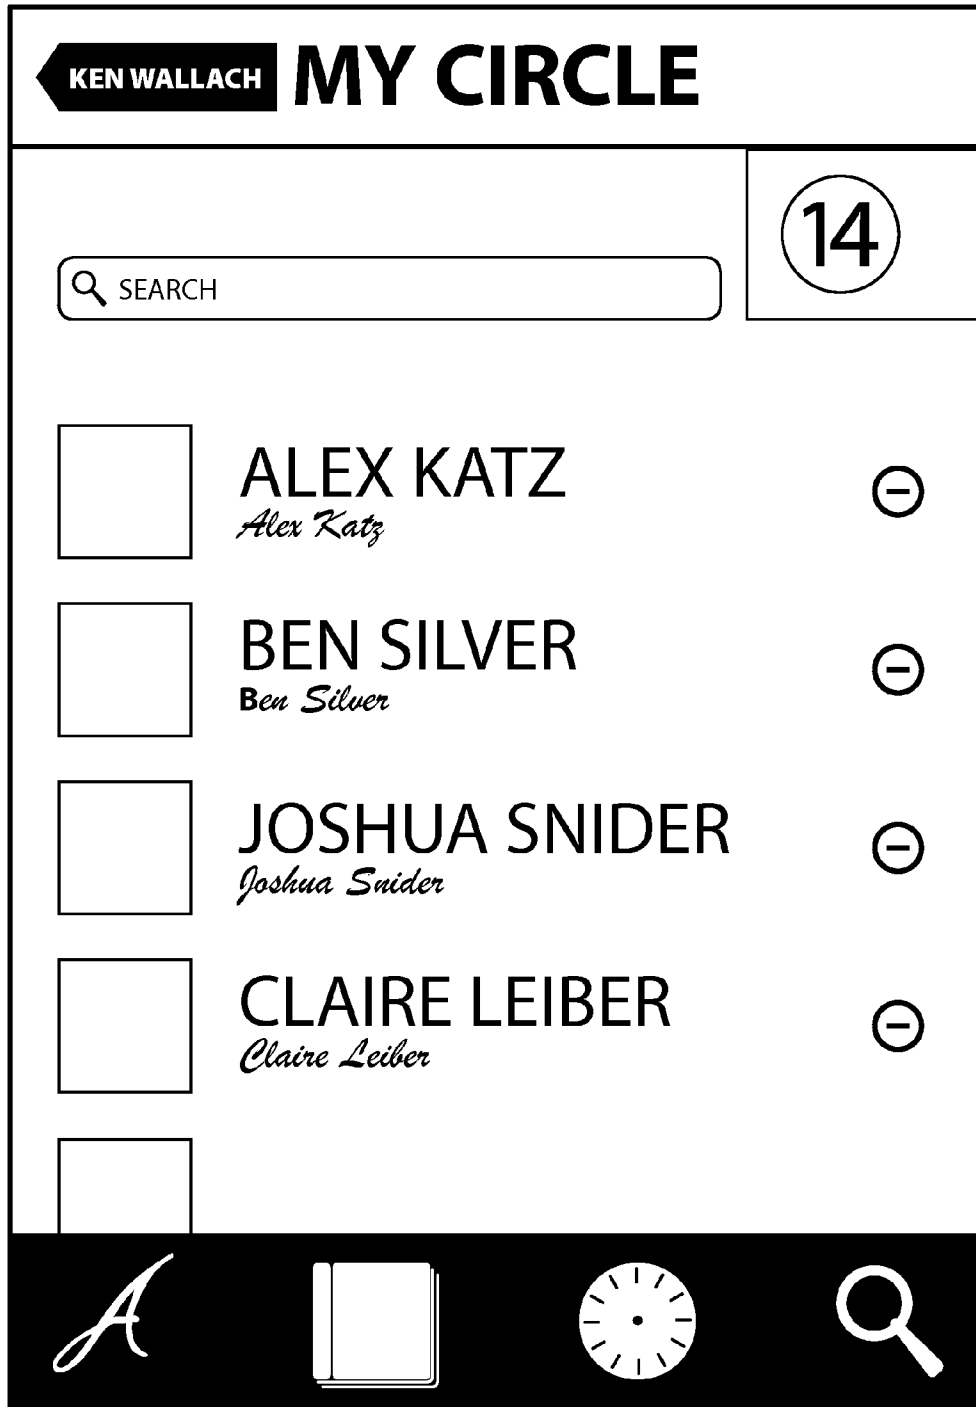 KEN WALLACH MY CIRCLE
14
SEARCH
ALEX KATZ
Alex Katz
BEN SILVER
Ben Silver
JOSHUA SNIDER
Joshua Snider
CLAIRE LEIBER
Claire Leiber
A